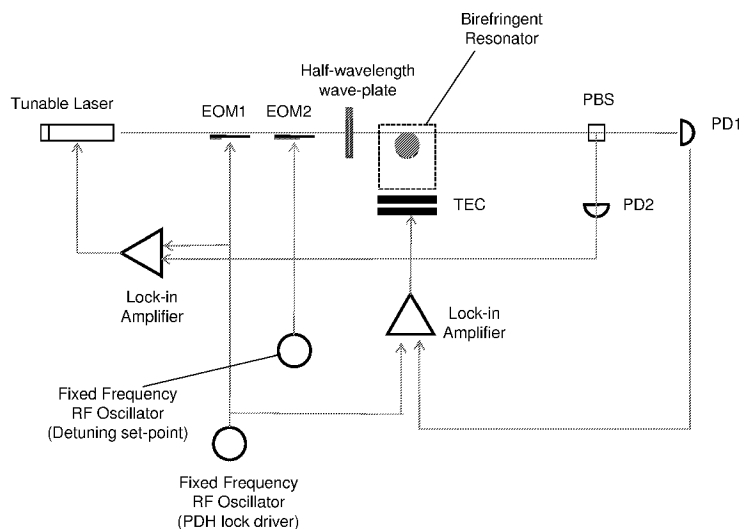 Birefringent
Resonator
Half-wavelength
wave-plate
Tunable Laser
EOM1
EOM2
PBS
PD1
TEC
PD2
Lock-in
Amplifier
Lock-in
Amplifier
Fixed Frequency
RF Oscillator
(Detuning set-point)
Fixed Frequency
RF Oscillator
(PDH lock driver)